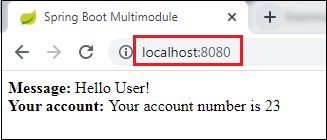 Spring Boot Multimodule
localhost:8080
Message: Hello User!
Your account: Your account number is 23